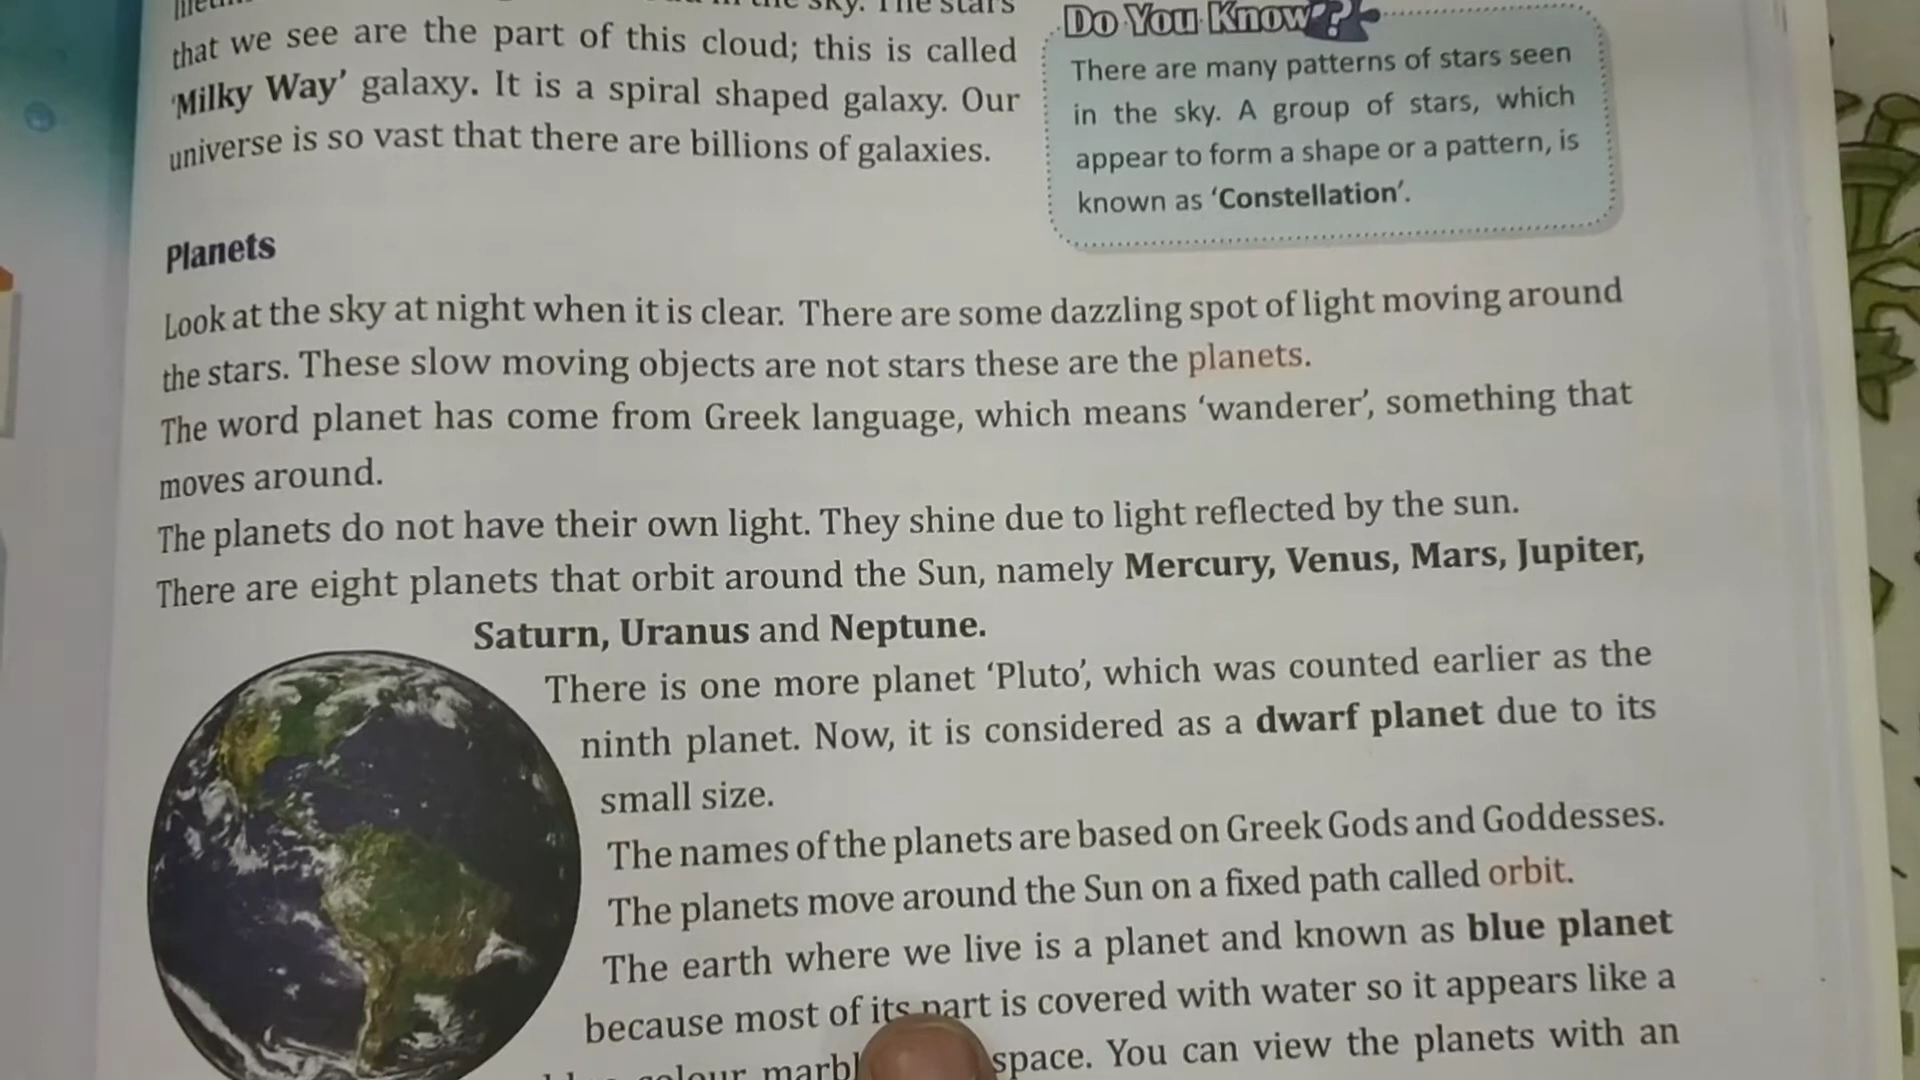 the sky. The stars
that we see are the part of this cloud; this is called
‘Milky Way’ galaxy. It is a spiral shaped galaxy. Our
universe is so vast that there are billions of galaxies.
Do You Know?
There are many patterns of stars seen
in the sky. A group of stars, which
appear to form a shape or a pattern, is
known as ‘Constellation’.
Planets
Look at the sky at night when it is clear. There are some dazzling spot of light moving around
the stars. These slow moving objects are not stars these are the planets.
The word planet has come from Greek language, which means ‘wanderer’, something that
moves around.
The planets do not have their own light. They shine due to light reflected by the sun.
There are eight planets that orbit around the Sun, namely Mercury, Venus, Mars, Jupiter,
Saturn, Uranus and Neptune.
There is one more planet ‘Pluto’, which was counted earlier as the
ninth planet. Now, it is considered as a dwarf planet due to its
small size.
The names of the planets are based on Greek Gods and Goddesses.
The planets move around the Sun on a fixed path called orbit.
The earth where we live is a planet and known as blue planet
because most of its part is covered with water so it appears like a
colour space. You can view the planets with an